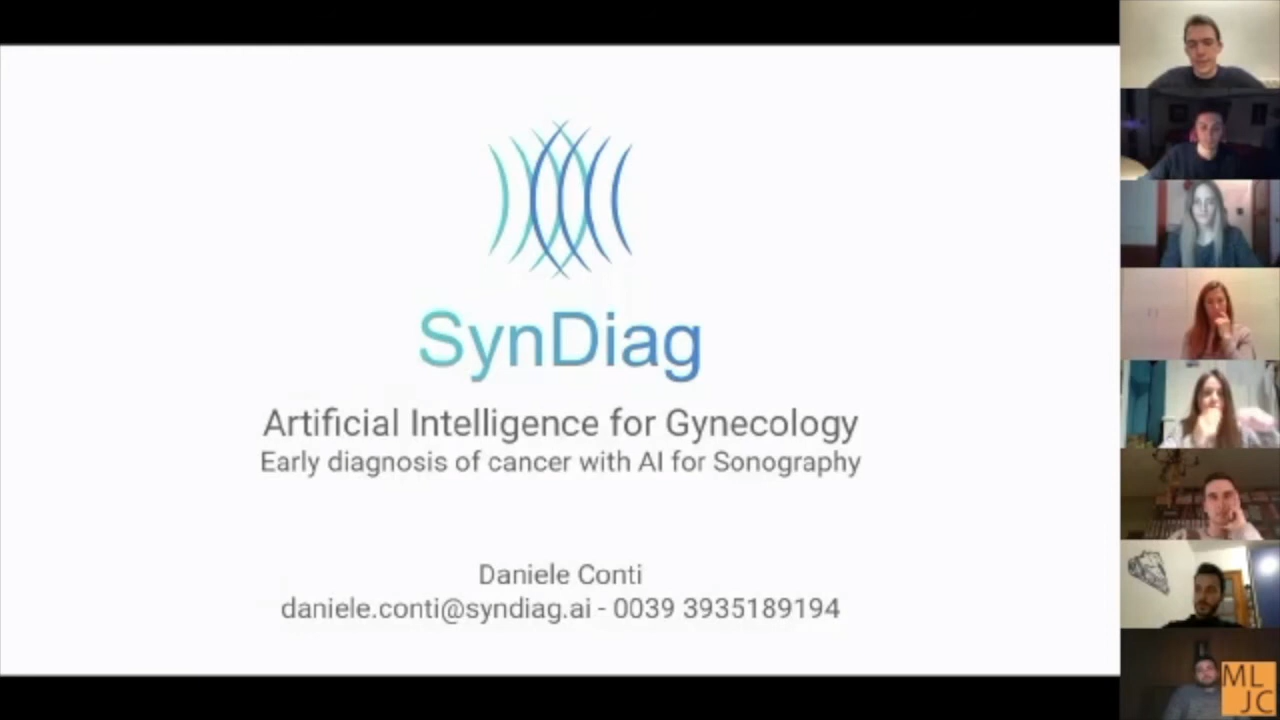 SynDiag
Artificial Intelligence for Gynecology
Early diagnosis of cancer with AI for Sonography
Daniele Conti
daniele.conti@syndiag.ai - 0039 3935189194
ML
JC